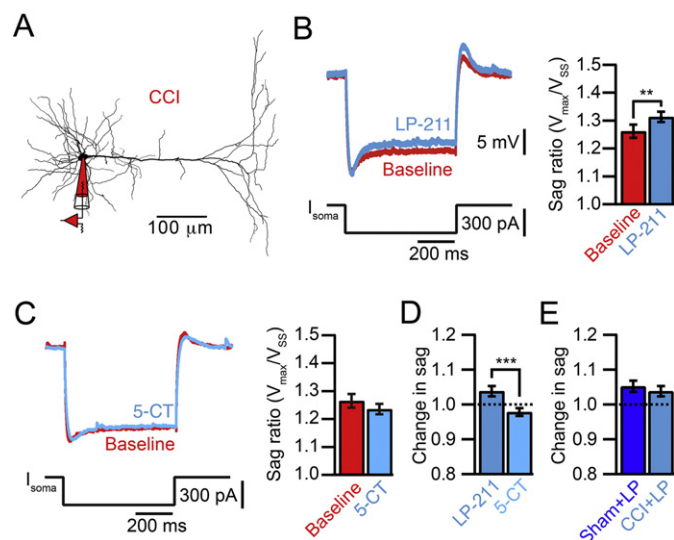 A
CCI
100 μm
B
LP-211
Baseline
5 mV
Isoma
300 pA
200 ms
Sag ratio (Vmax/VSS)
1.5
1.4
1.3
1.2
1.1
1.0
**
Baseline
LP-211
C
5-CT
Baseline
Isoma
300 pA
200 ms
Sag ratio (Vmax/VSS)
1.5
1.4
1.3
1.2
1.1
1.0
Baseline
5-CT
D
Change in sag
1.2
1.1
1.0
0.9
0.8
***
LP-211
5-CT
E
Change in sag
1.2
1.1
1.0
0.9
0.8
Sham+LP
CCI+LP